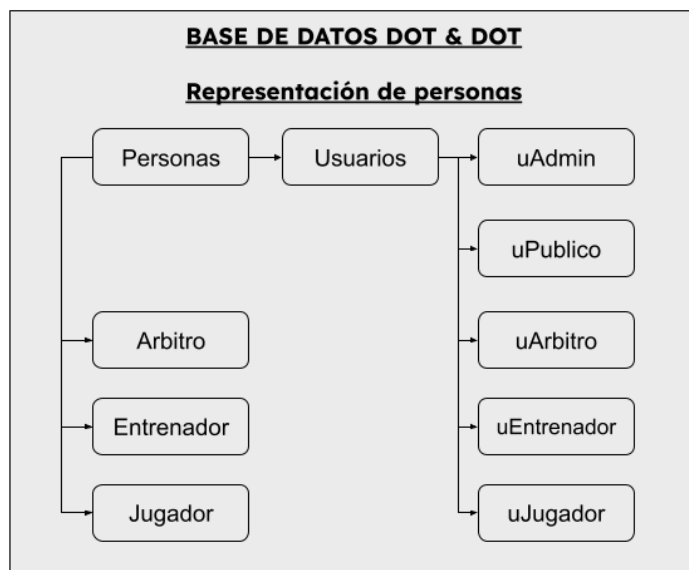 BASE DE DATOS DOT & DOT
Representación de personas
Personas
Usuarios
uAdmin
uPublico
Arbitro
uArbitro
Entrenador
uEntrenador
Jugador
uJugador